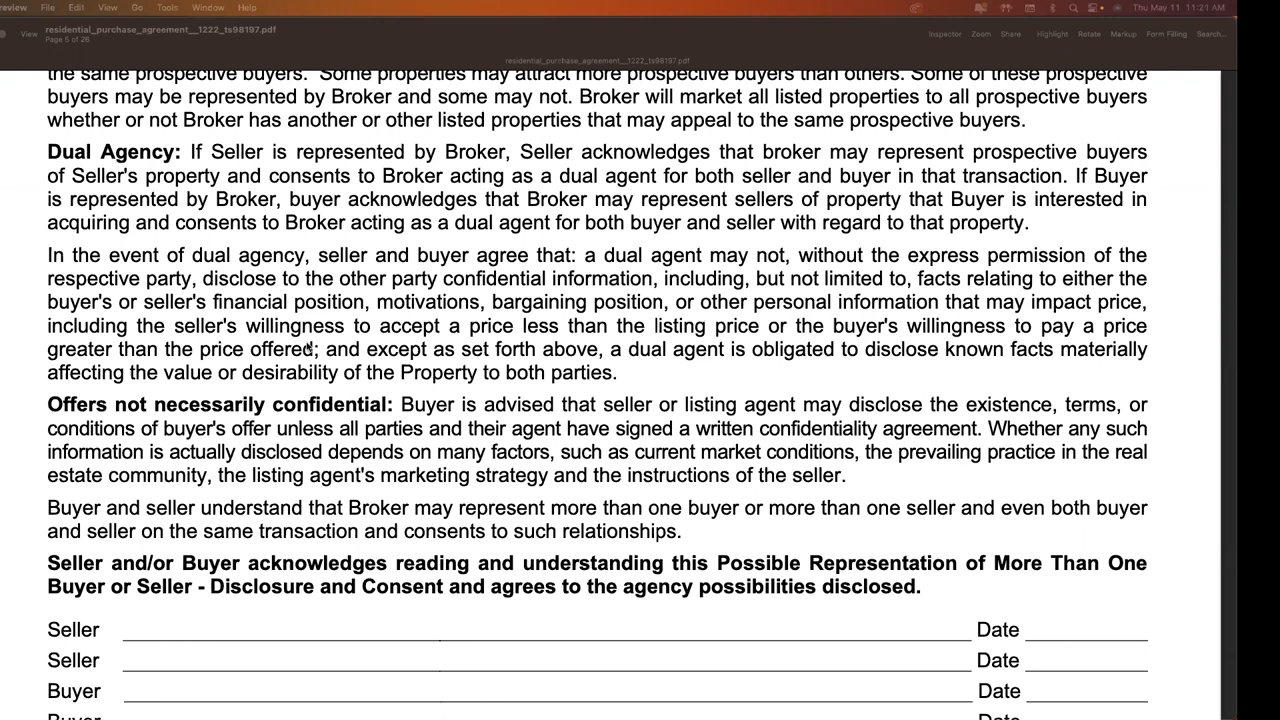 review File Edit View Go Tools Window Help Thu May 11 11:21 AM
View residential_purchase_agreement__1222_ts98197.pdf Inspector Zoom Share Highlight Rotate Markup Form Filling Search...
Page 5 of 26
residential_purchase_agreement__1222_ts98197.pdf
the same prospective buyers. Some properties may attract more prospective buyers than others. Some of these prospective
buyers may be represented by Broker and some may not. Broker will market all listed properties to all prospective buyers
whether or not Broker has another or other listed properties that may appeal to the same prospective buyers.
Dual Agency: If Seller is represented by Broker, Seller acknowledges that broker may represent prospective buyers
of Seller's property and consents to Broker acting as a dual agent for both seller and buyer in that transaction. If Buyer
is represented by Broker, buyer acknowledges that Broker may represent sellers of property that Buyer is interested in
acquiring and consents to Broker acting as a dual agent for both buyer and seller with regard to that property.
In the event of dual agency, seller and buyer agree that: a dual agent may not, without the express permission of the
respective party, disclose to the other party confidential information, including, but not limited to, facts relating to either the
buyer's or seller's financial position, motivations, bargaining position, or other personal information that may impact price,
including the seller's willingness to accept a price less than the listing price or the buyer's willingness to pay a price
greater than the price offered; and except as set forth above, a dual agent is obligated to disclose known facts materially
affecting the value or desirability of the Property to both parties.
Offers not necessarily confidential: Buyer is advised that seller or listing agent may disclose the existence, terms, or
conditions of buyer's offer unless all parties and their agent have signed a written confidentiality agreement. Whether any such
information is actually disclosed depends on many factors, such as current market conditions, the prevailing practice in the real
estate community, the listing agent's marketing strategy and the instructions of the seller.
Buyer and seller understand that Broker may represent more than one buyer or more than one seller and even both buyer
and seller on the same transaction and consents to such relationships.
Seller and/or Buyer acknowledges reading and understanding this Possible Representation of More Than One
Buyer or Seller - Disclosure and Consent and agrees to the agency possibilities disclosed.
Seller Date
Seller Date
Buyer Date
Buyer